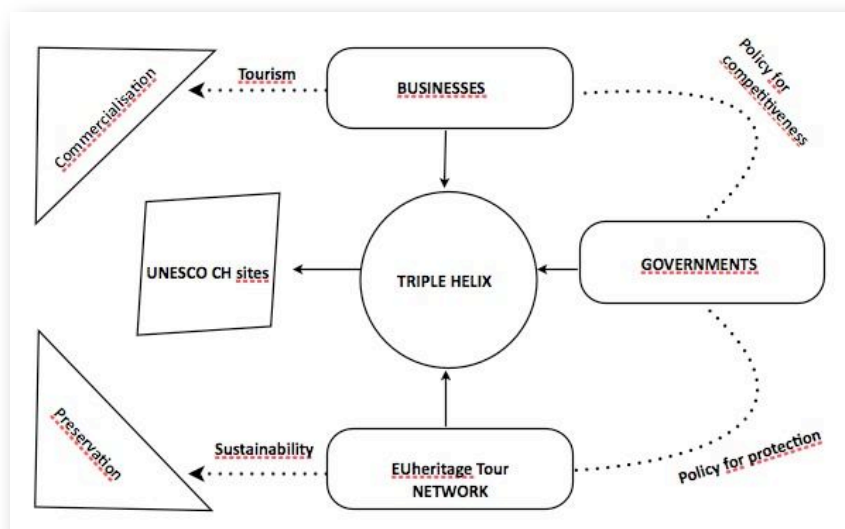 Tourism
BUSINESSES
Policy for
competitiveness
Commercialisation
UNESCO CH sites
TRIPLE HELIX
GOVERNMENTS
Preservation
Sustainability
EUheritage Tour
NETWORK
Policy for protection